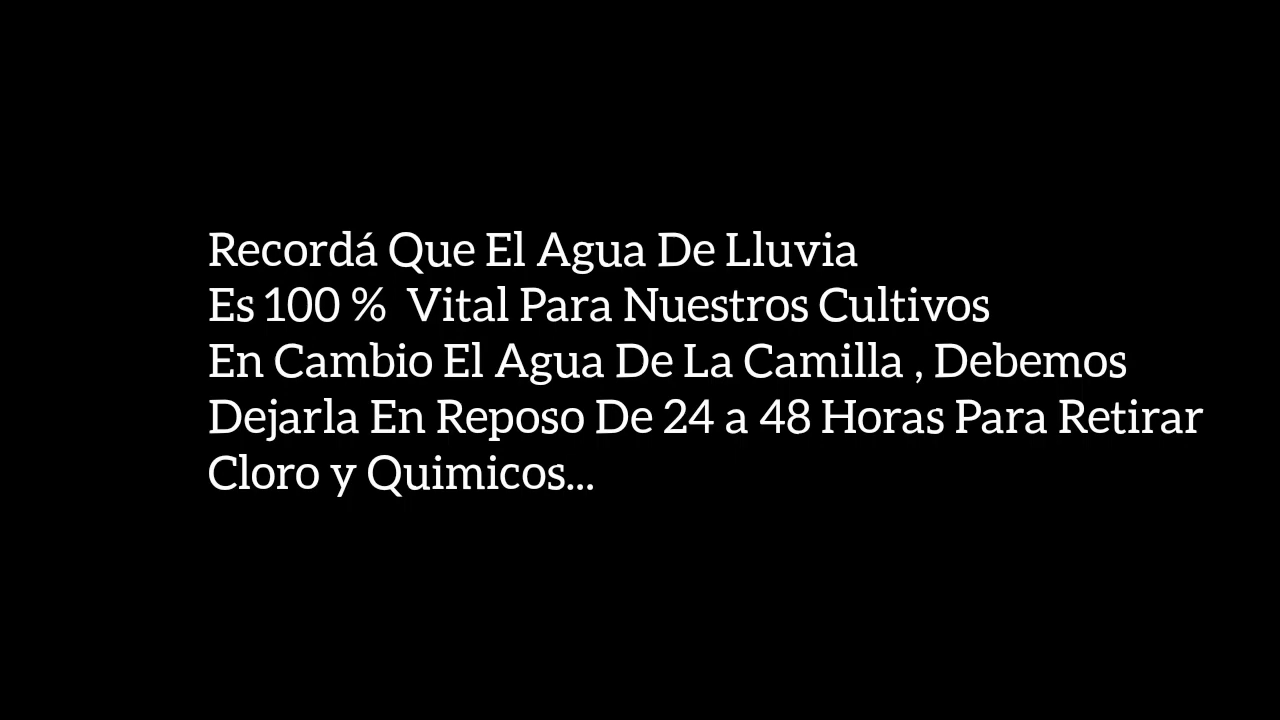 Recordá Que El Agua De Lluvia
Es 100 % Vital Para Nuestros Cultivos
En Cambio El Agua De La Camilla , Debemos
Dejarla En Reposo De 24 a 48 Horas Para Retirar
Cloro y Quimicos...